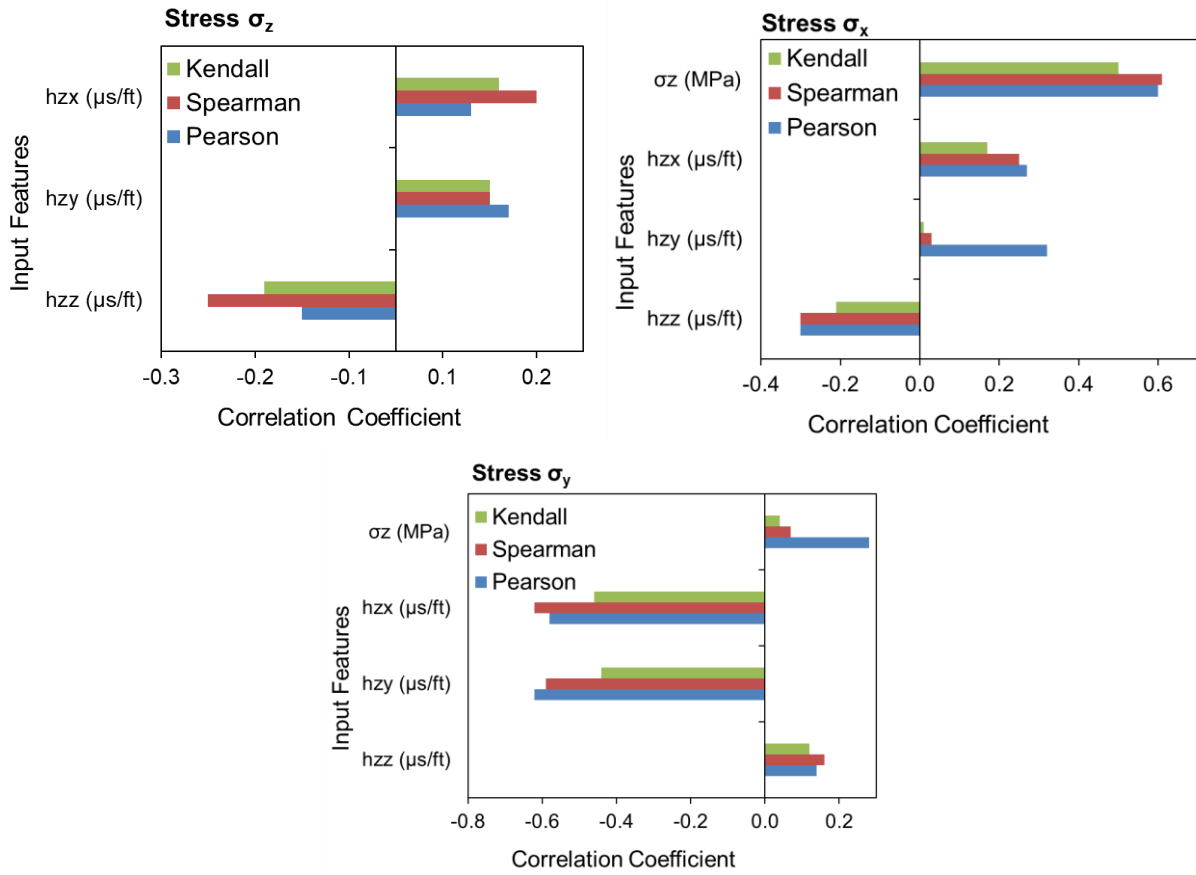 Stress σz
Kendall
Spearman
Pearson
Input Features
hzx (µs/ft)
hzy (µs/ft)
hzz (µs/ft)
-0.3 -0.2 -0.1 0.1 0.2
Correlation Coefficient
Stress σx
Kendall
Spearman
Pearson
Input Features
σz (MPa)
hzx (µs/ft)
hzy (µs/ft)
hzz (µs/ft)
-0.4 -0.2 0.0 0.2 0.4 0.6
Correlation Coefficient
Stress σy
Kendall
Spearman
Pearson
Input Features
σz (MPa)
hzx (µs/ft)
hzy (µs/ft)
hzz (µs/ft)
-0.8 -0.6 -0.4 -0.2 0.0 0.2
Correlation Coefficient